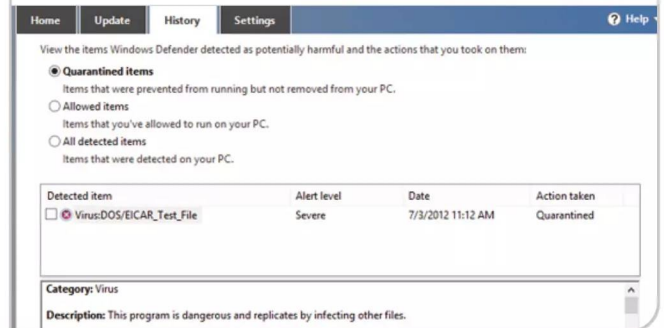 Home Update History Settings Help
View the items Windows Defender detected as potentially harmful and the actions that you took on them:
Quarantined items
Items that were prevented from running but not removed from your PC.
Allowed items
Items that you've allowed to run on your PC.
All detected items
Items that were detected on your PC.
Detected item Alert level Date Action taken
Virus:DOS/EICAR_Test_File Severe 7/3/2012 11:12 AM Quarantined
Category: Virus
Description: This program is dangerous and replicates by infecting other files.